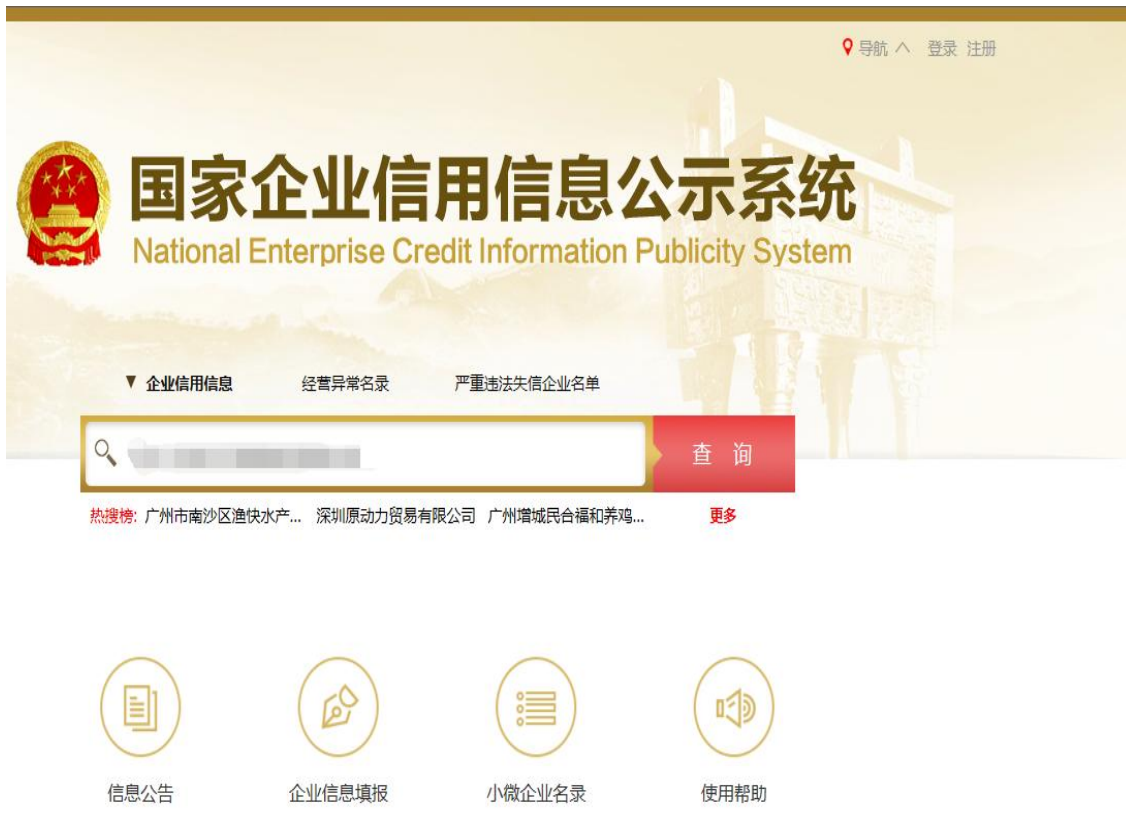 导航 登录 注册
国家企业信用信息公示系统
National Enterprise Credit Information Publicity System
企业信用信息 经营异常名录 严重违法失信企业名单
查 询
热搜榜: 广州市南沙区渔快水产... 深圳原动力贸易有限公司 广州增城民合福和养鸡... 更多
信息公告 企业信息填报 小微企业名录 使用帮助